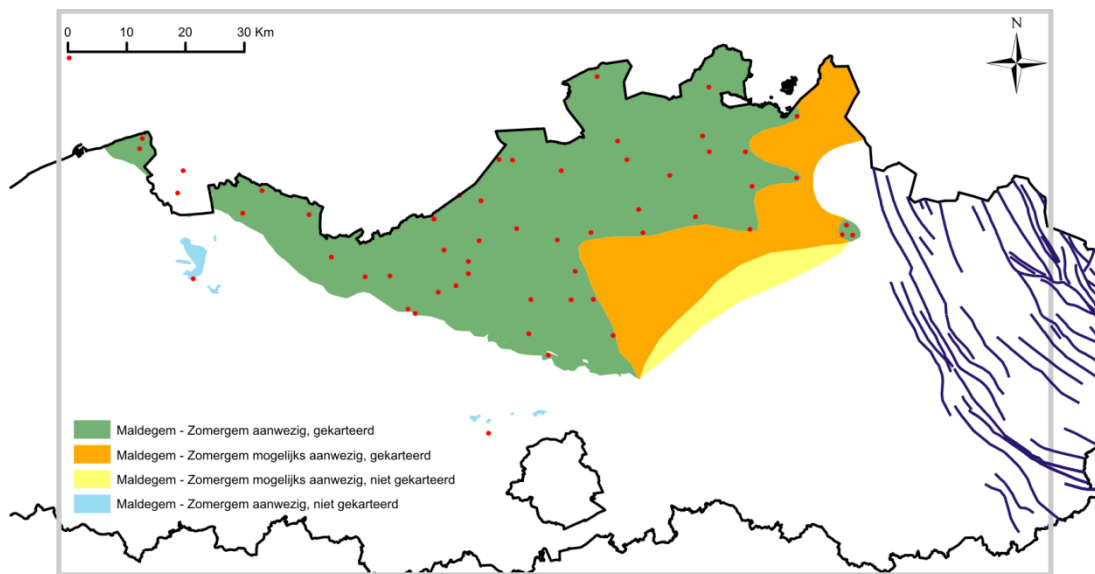 0 10 20 30 Km
N
Maldegem - Zomergem aanwezig, gekarteerd
Maldegem - Zomergem mogelijks aanwezig, gekarteerd
Maldegem - Zomergem mogelijks aanwezig, niet gekarteerd
Maldegem - Zomergem aanwezig, niet gekarteerd